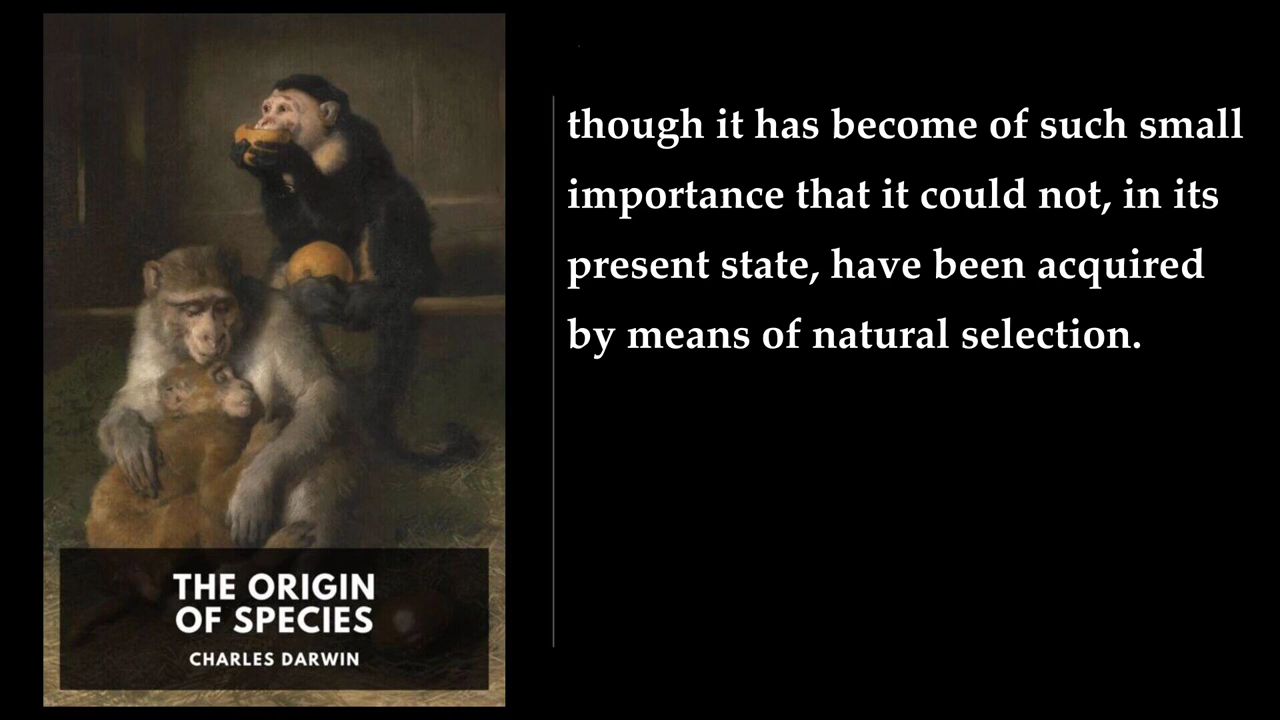 though it has become of such small
importance that it could not, in its
present state, have been acquired
by means of natural selection.
THE ORIGIN
OF SPECIES
CHARLES DARWIN